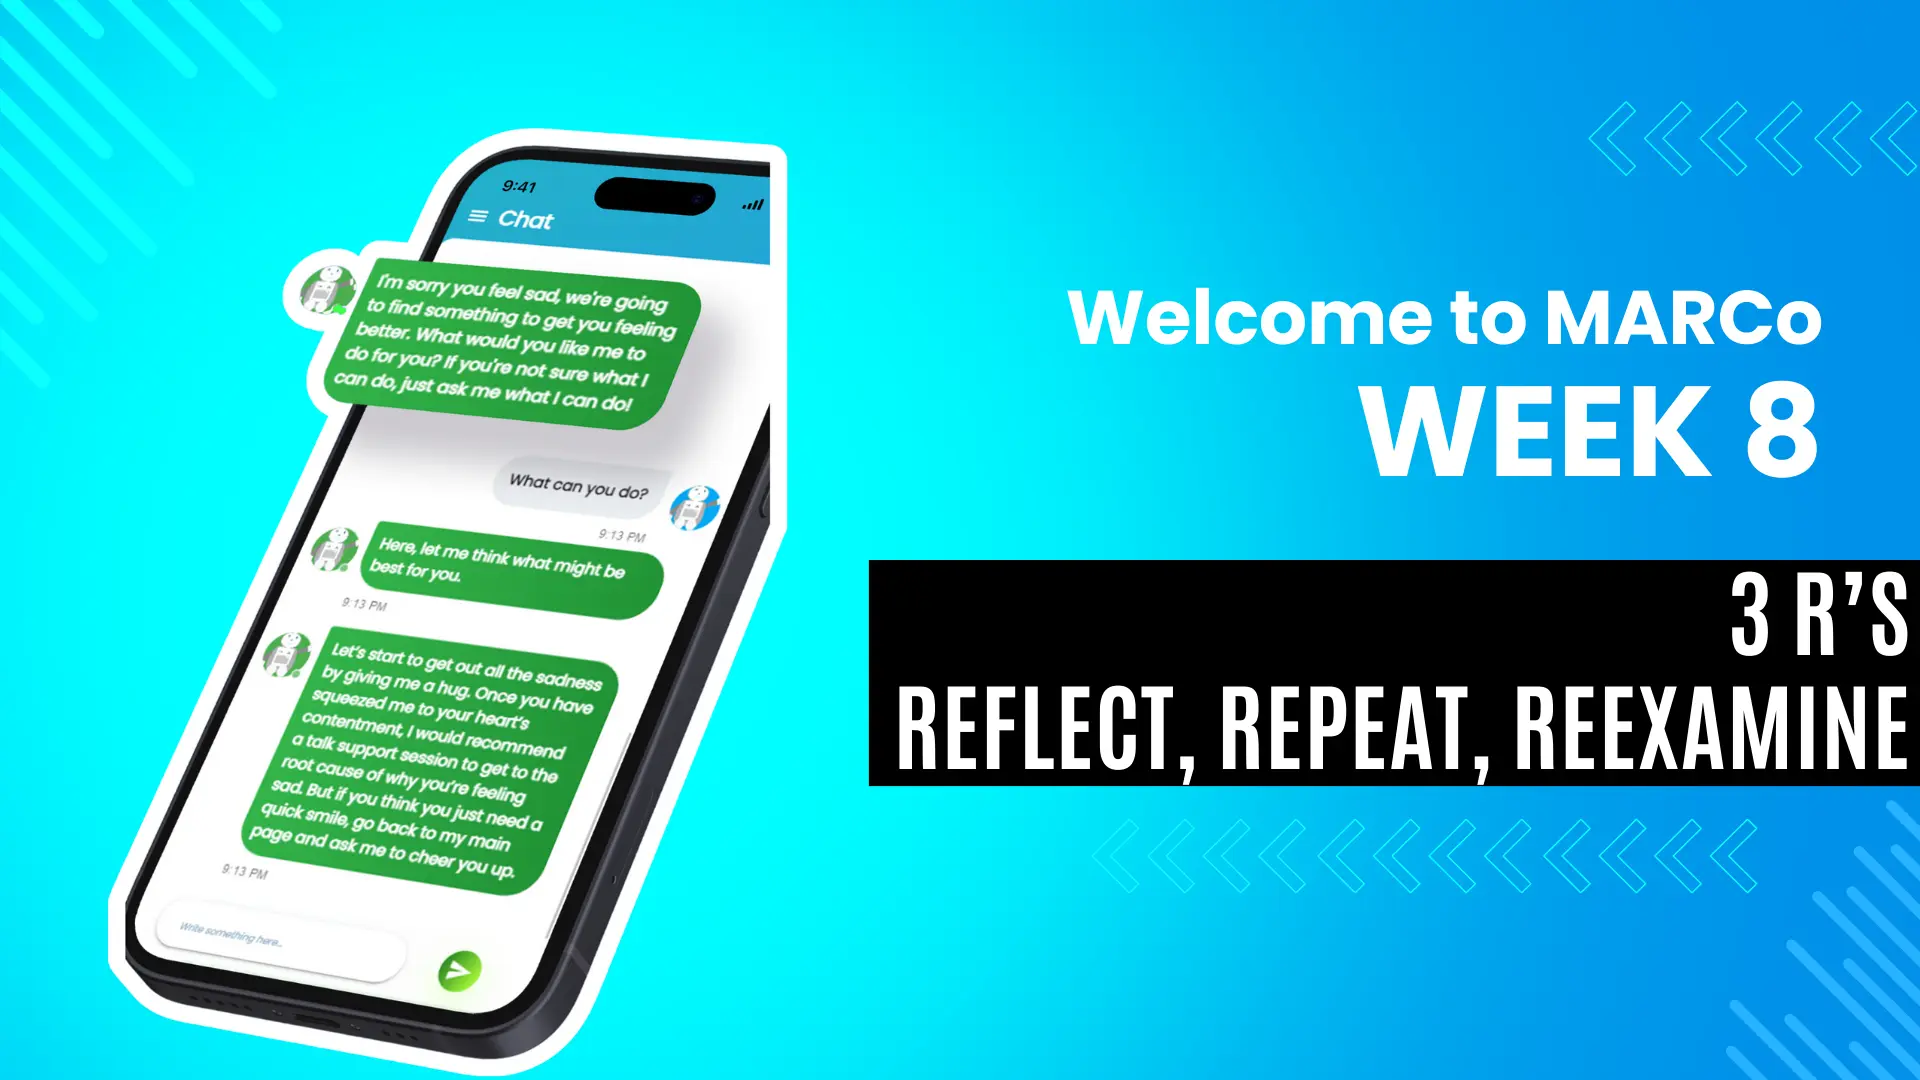 9:41
Chat
I'm sorry you feel sad, we're going
to find something to get you feeling
better. What would you like me to
do for you? If you're not sure what I
can do, just ask me what I can do!
What can you do?
9:13 PM
Here, let me think what might be
best for you.
9:13 PM
Let's start to get out all the sadness
by giving me a hug. Once you have
squeezed me to your heart's
contentment, I would recommend
a talk support session to get to the
root cause of why you're feeling
sad. But if you think you just need a
quick smile, go back to my main
page and ask me to cheer you up.
9:13 PM
Write something here...
Welcome to MARCo
WEEK 8
3 R’S
REFLECT, REPEAT, REEXAMINE